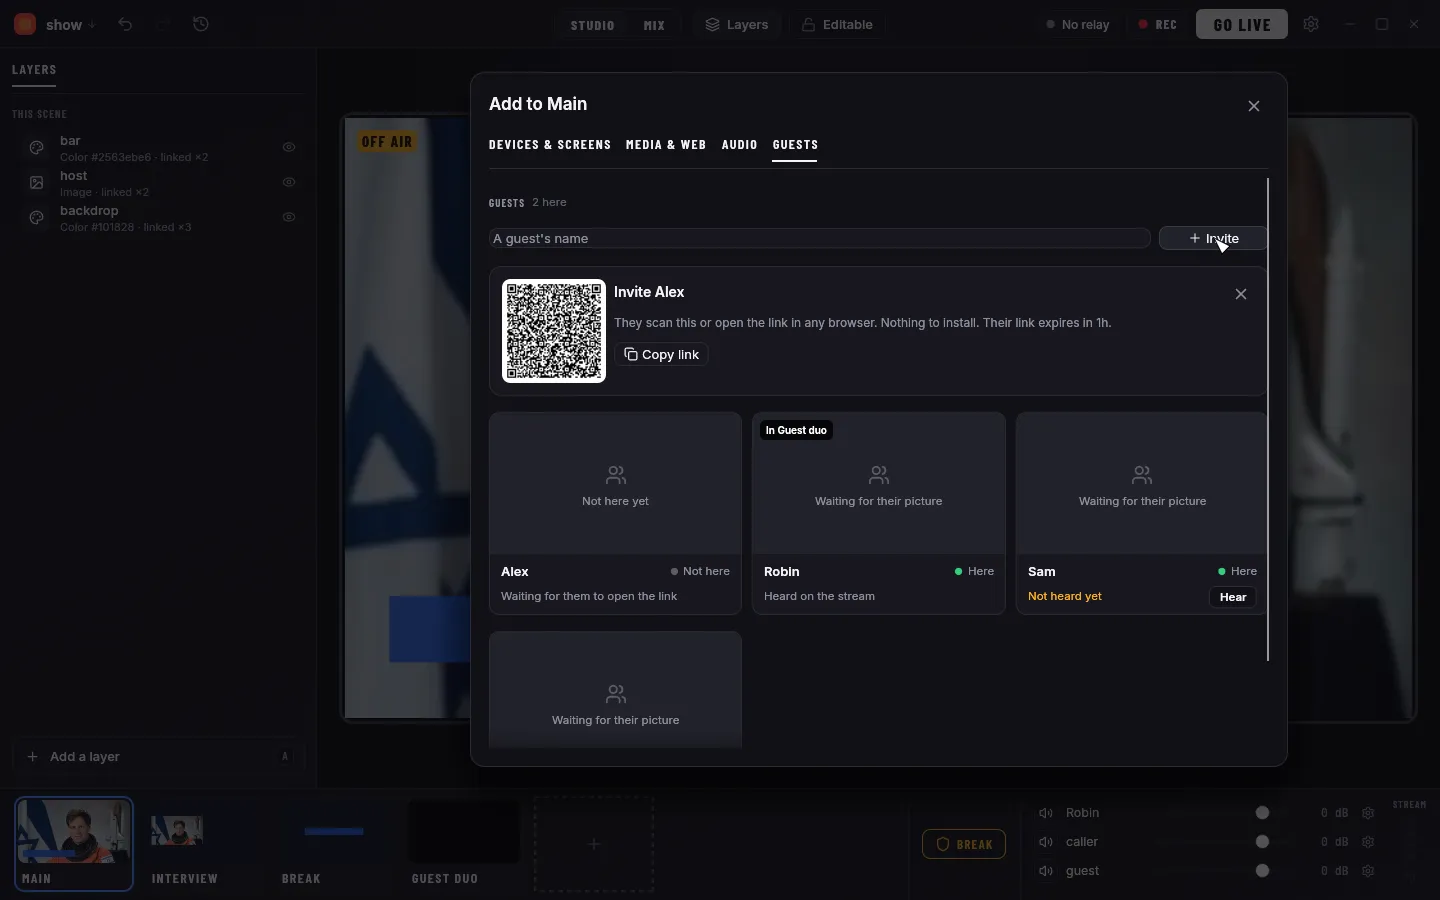 show
STUDIO
MIX
Layers
Editable
No relay
REC
GO LIVE
LAYERS
THIS SCENE
bar
Color #2563ebe6 · linked ×2
host
Image · linked ×2
backdrop
Color #101828 · linked ×3
OFF AIR
Add to Main
DEVICES & SCREENS
MEDIA & WEB
AUDIO
GUESTS
GUESTS 2 here
A guest's name
+ Invite
Invite Alex
They scan this or open the link in any browser. Nothing to install. Their link expires in 1h.
Copy link
Not here yet
Alex
Not here
Waiting for them to open the link
In Guest duo
Waiting for their picture
Robin
Here
Heard on the stream
Waiting for their picture
Sam
Here
Not heard yet
Hear
Waiting for their picture
+ Add a layer
A
MAIN
INTERVIEW
BREAK
GUEST DUO
+
BREAK
Robin
0 dB
caller
0 dB
guest
0 dB
STREAM